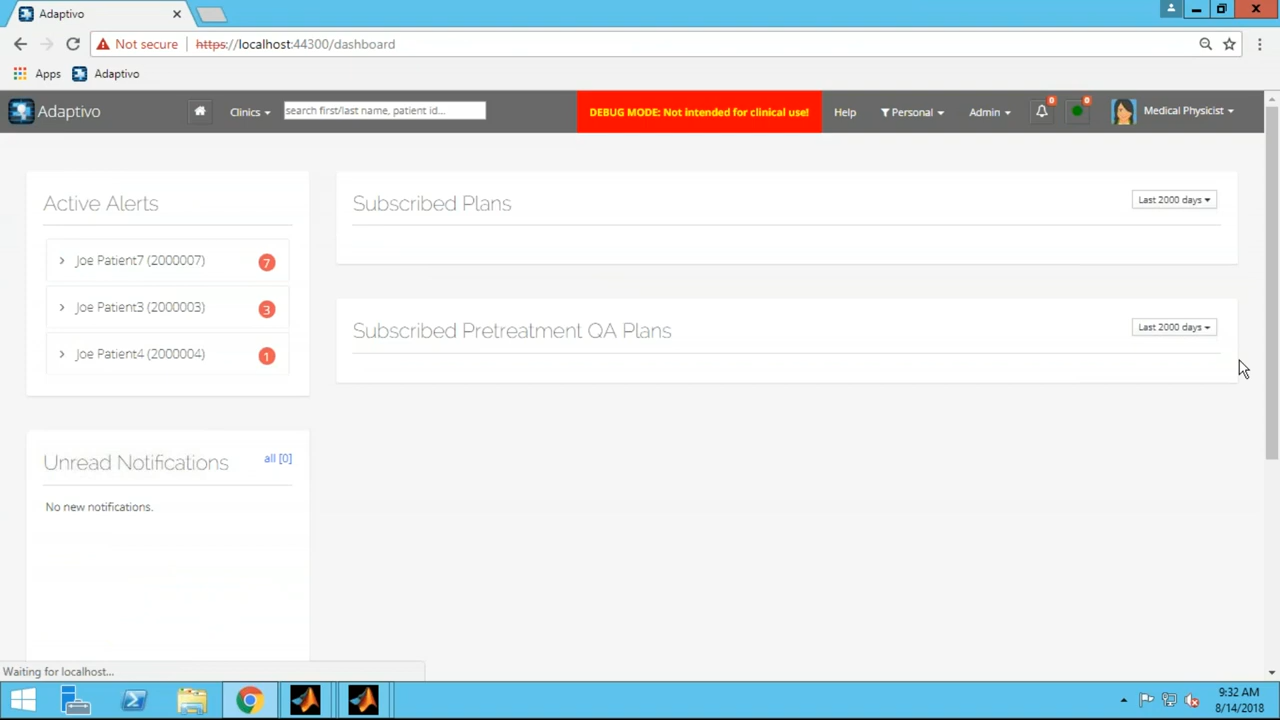 Adaptivo
Not secure https://localhost:44300/dashboard
Apps Adaptivo
Adaptivo Clinics search first/last name, patient id... DEBUG MODE: Not intended for clinical use! Help Personal Admin 0 0 Medical Physicist
Active Alerts
Joe Patient7 (2000007) 7
Joe Patient3 (2000003) 3
Joe Patient4 (2000004) 1
Subscribed Plans Last 2000 days
Subscribed Pretreatment QA Plans Last 2000 days
Unread Notifications all [0]
No new notifications.
Waiting for localhost...
9:32 AM
8/14/2018